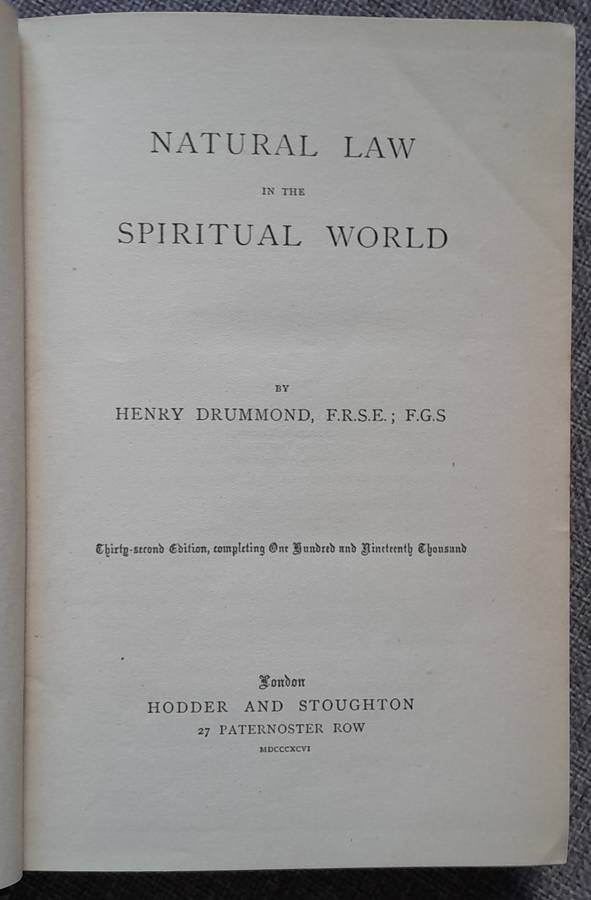 NATURAL LAW
IN THE
SPIRITUAL WORLD
BY
HENRY DRUMMOND, F.R.S.E.; F.G.S
Thirty-second Edition, completing One Hundred and Nineteenth Thousand
London
HODDER AND STOUGHTON
27 PATERNOSTER ROW
MDCCCXCVI